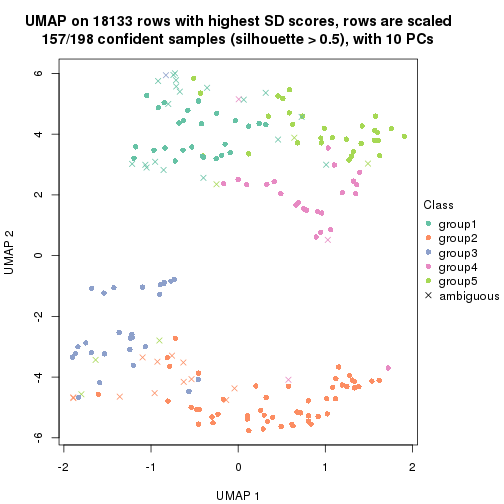 UMAP on 18133 rows with highest SD scores, rows are scaled
157/198 confident samples (silhouette > 0.5), with 10 PCs
6
4
2
0
-2
-4
-6
UMAP 2
-2
-1
0
1
2
UMAP 1
Class
group1
group2
group3
group4
group5
ambiguous